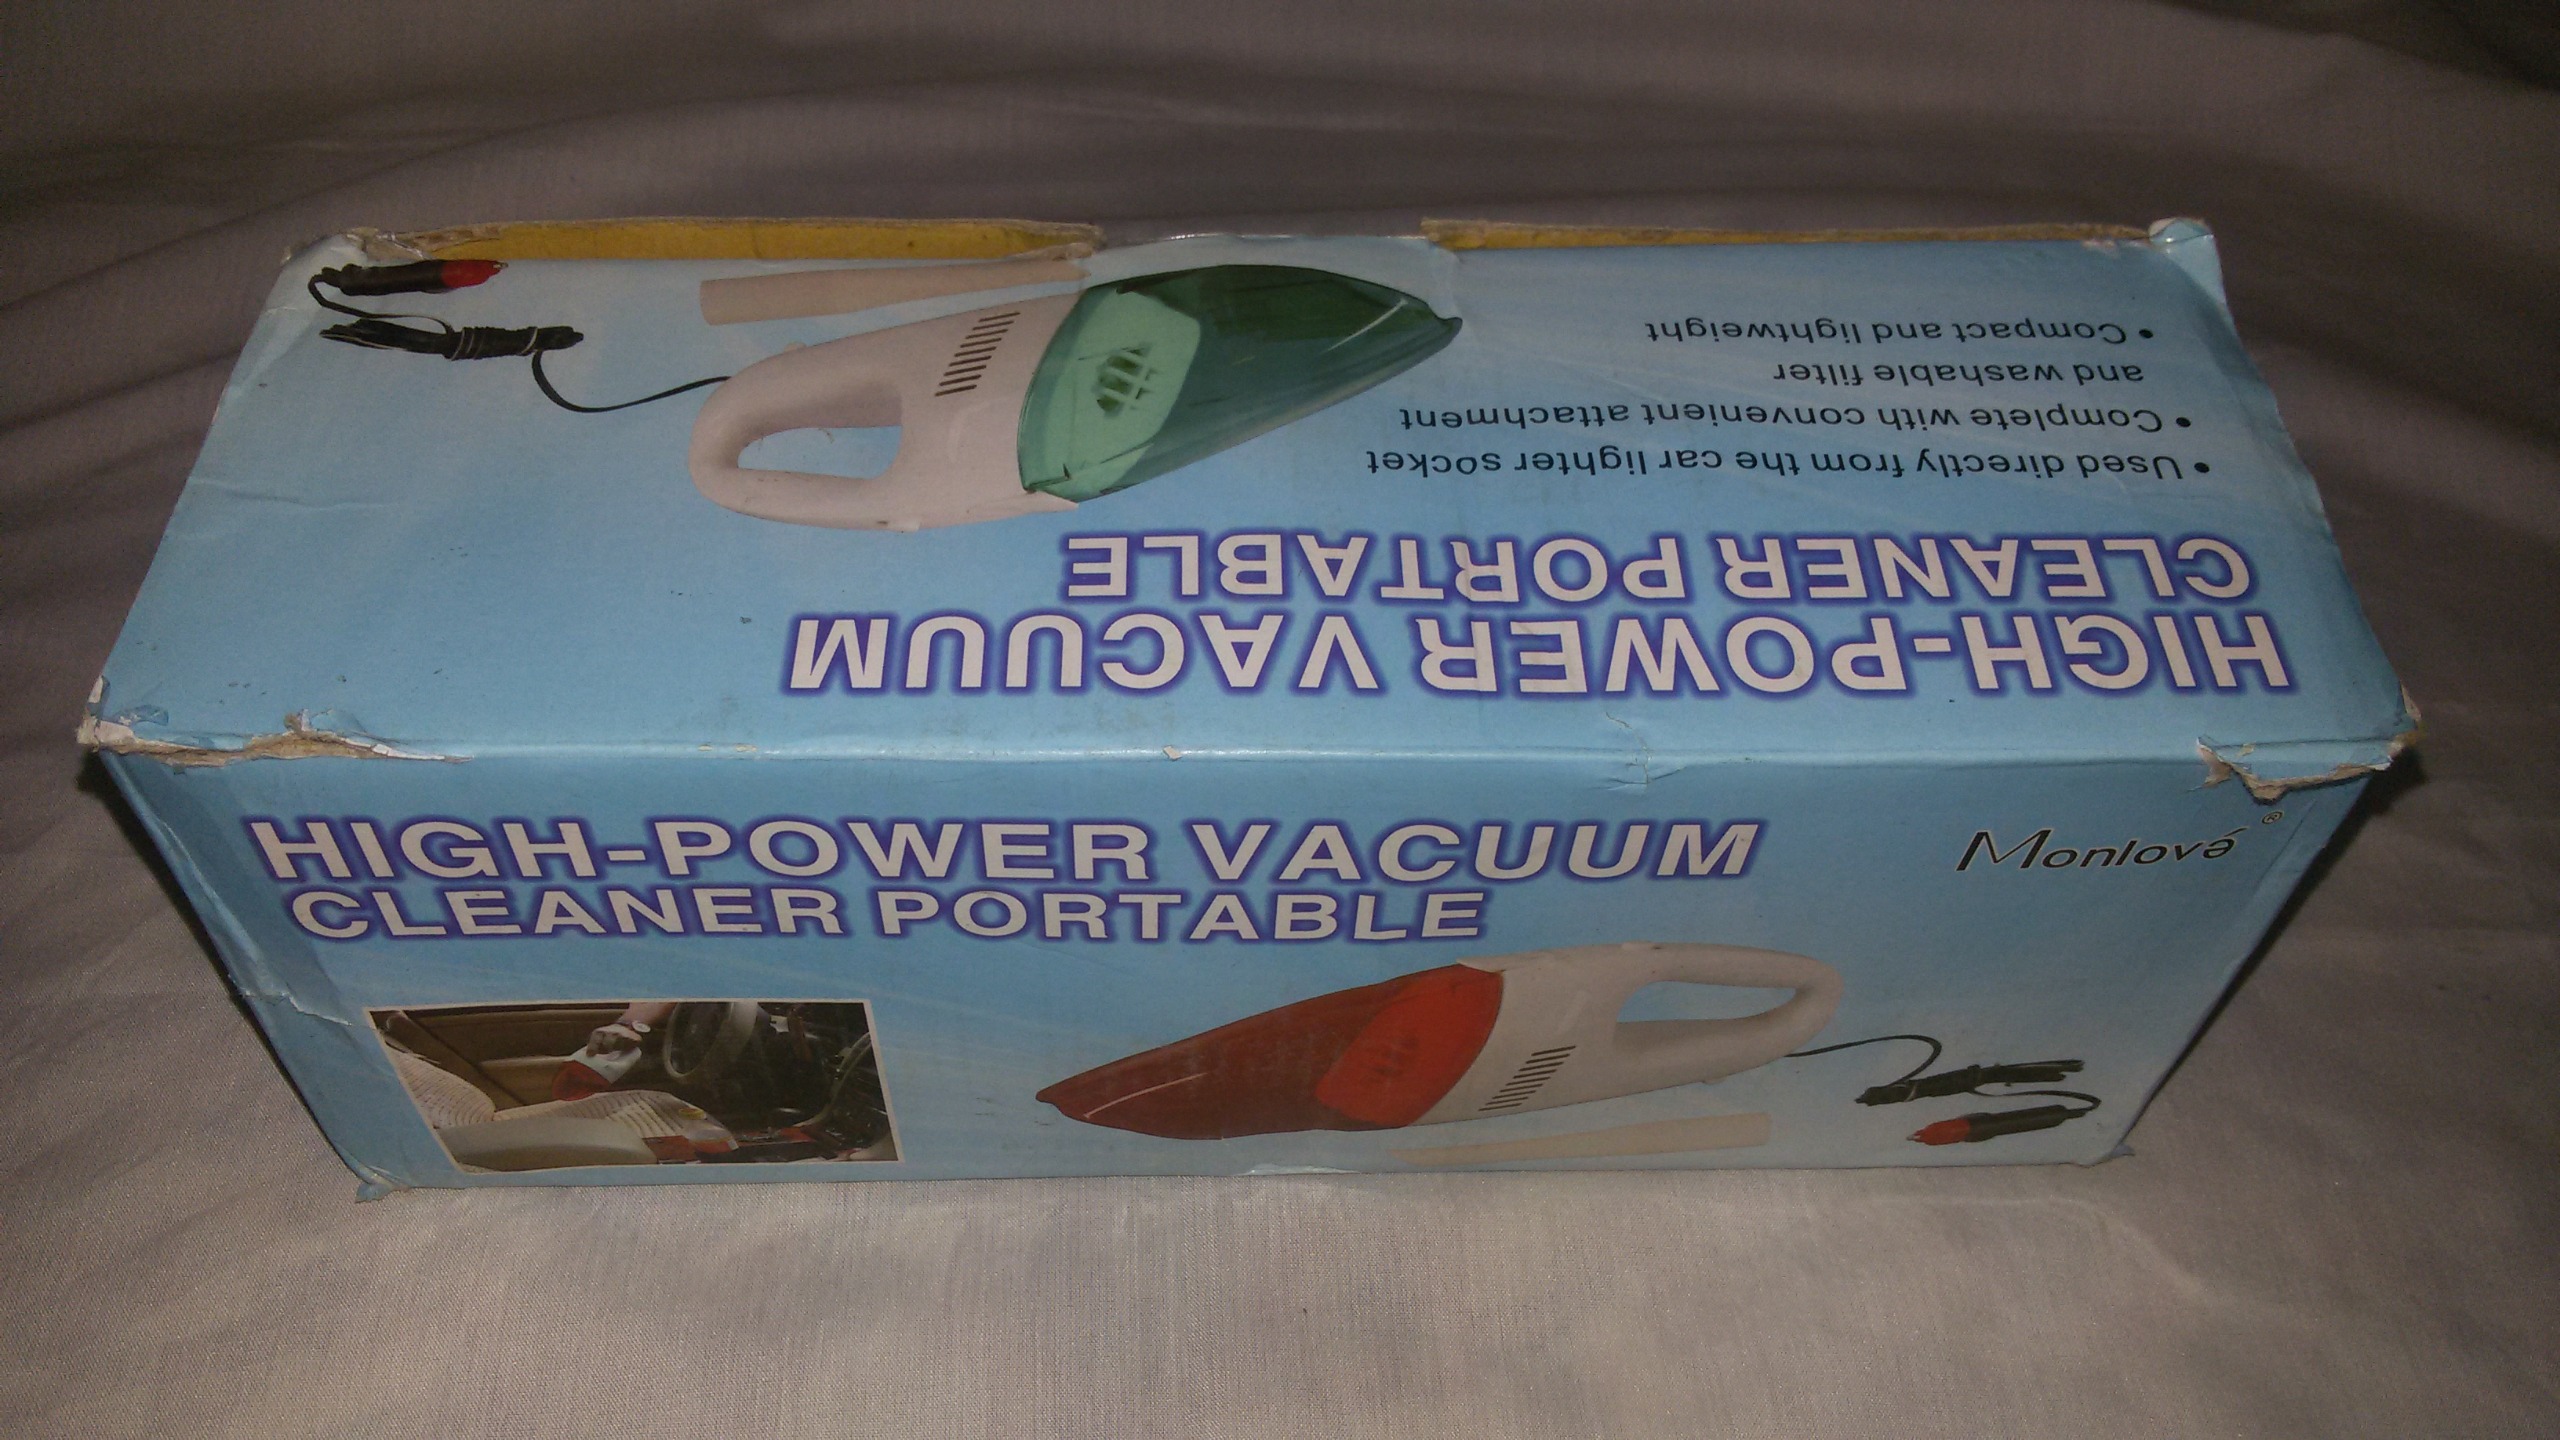 HIGH-POWER VACUUM
CLEANER PORTABLE
• Used directly from the car lighter socket
• Complete with convenient attachment
and washable filter
• Compact and lightweight
HIGH-POWER VACUUM
CLEANER PORTABLE
Monlová®